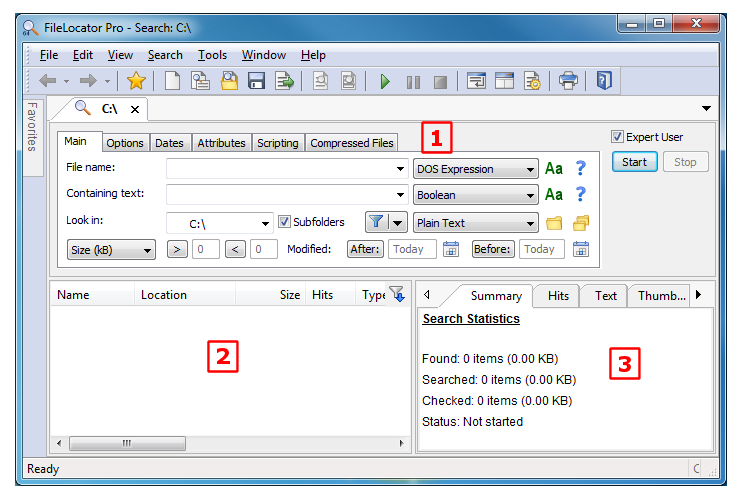 FileLocator Pro - Search: C:\
File Edit View Search Tools Window Help
Favorites
C:\
Main Options Dates Attributes Scripting Compressed Files
1
Expert User
File name: DOS Expression Aa ?
Start Stop
Containing text: Boolean Aa ?
Look in: C:\ Subfolders Plain Text
Size (kB) > 0 < 0 Modified: After: Today Before: Today
Name Location Size Hits Type
Summary Hits Text Thumb...
Search Statistics
2
3
Found: 0 items (0.00 KB)
Searched: 0 items (0.00 KB)
Checked: 0 items (0.00 KB)
Status: Not started
Ready
C